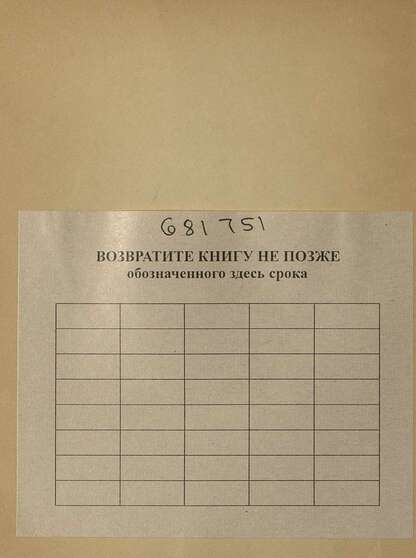 681751
ВОЗВРАТИТЕ КНИГУ НЕ ПОЗЖЕ
обозначенного здесь срока